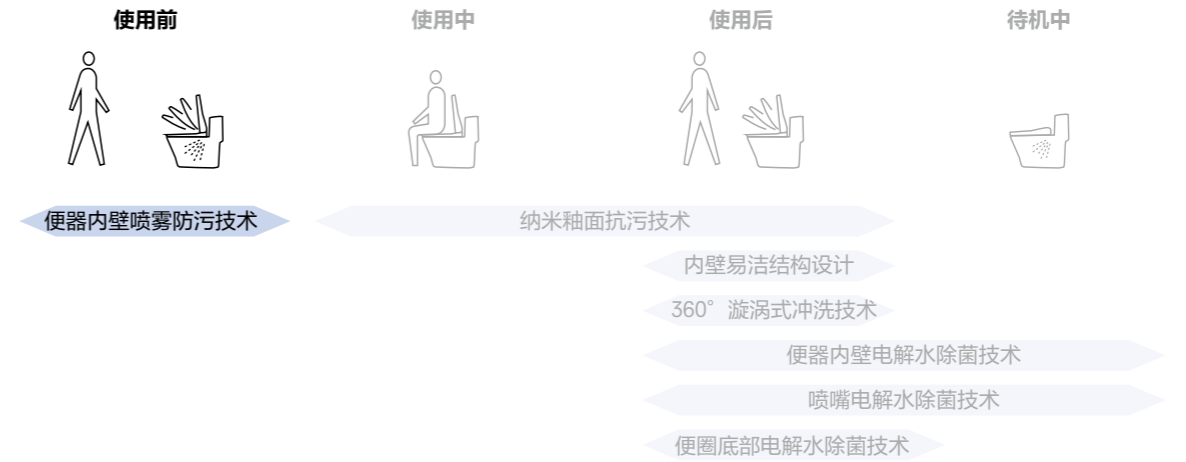 使用前
使用中
使用后
待机中
便器内壁喷雾防污技术
纳米釉面抗污技术
内壁易洁结构设计
360°漩涡式冲洗技术
便器内壁电解水除菌技术
喷嘴电解水除菌技术
便圈底部电解水除菌技术